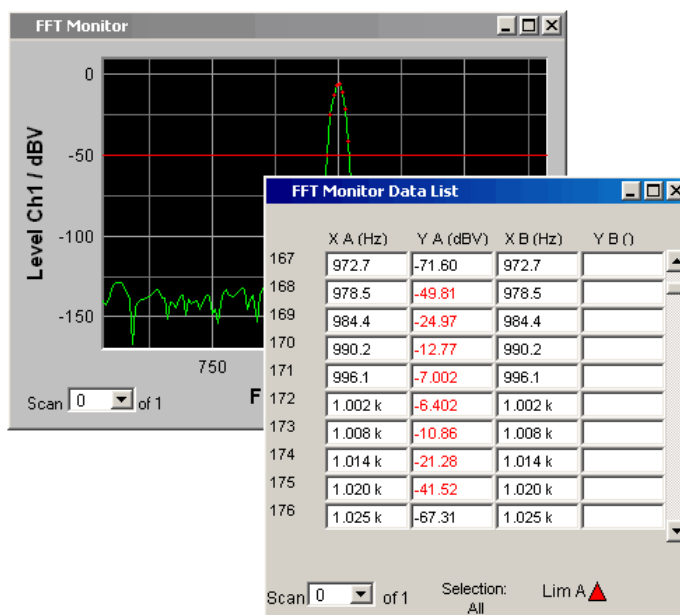 FFT Monitor
Level Ch1 / dBV
0
-50
-100
-150
750
F
Scan 0 of 1
FFT Monitor Data List
X A (Hz) Y A (dBV) X B (Hz) Y B ()
167 972.7 -71.60 972.7
168 978.5 -49.81 978.5
169 984.4 -24.97 984.4
170 990.2 -12.77 990.2
171 996.1 -7.002 996.1
172 1.002 k -6.402 1.002 k
173 1.008 k -10.86 1.008 k
174 1.014 k -21.28 1.014 k
175 1.020 k -41.52 1.020 k
176 1.025 k -67.31 1.025 k
Scan 0 of 1 Selection: Lim A
All